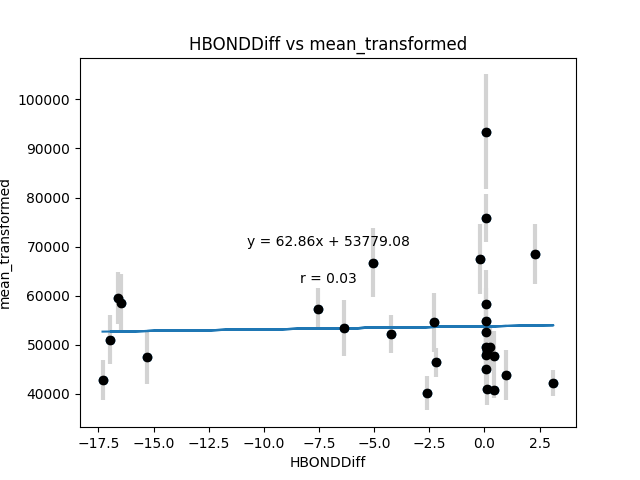 HBONDDiff vs mean_transformed
mean_transformed
100000
90000
80000
70000
60000
50000
40000
y = 62.86x + 53779.08
r = 0.03
−17.5 −15.0 −12.5 −10.0 −7.5 −5.0 −2.5 0.0 2.5
HBONDDiff